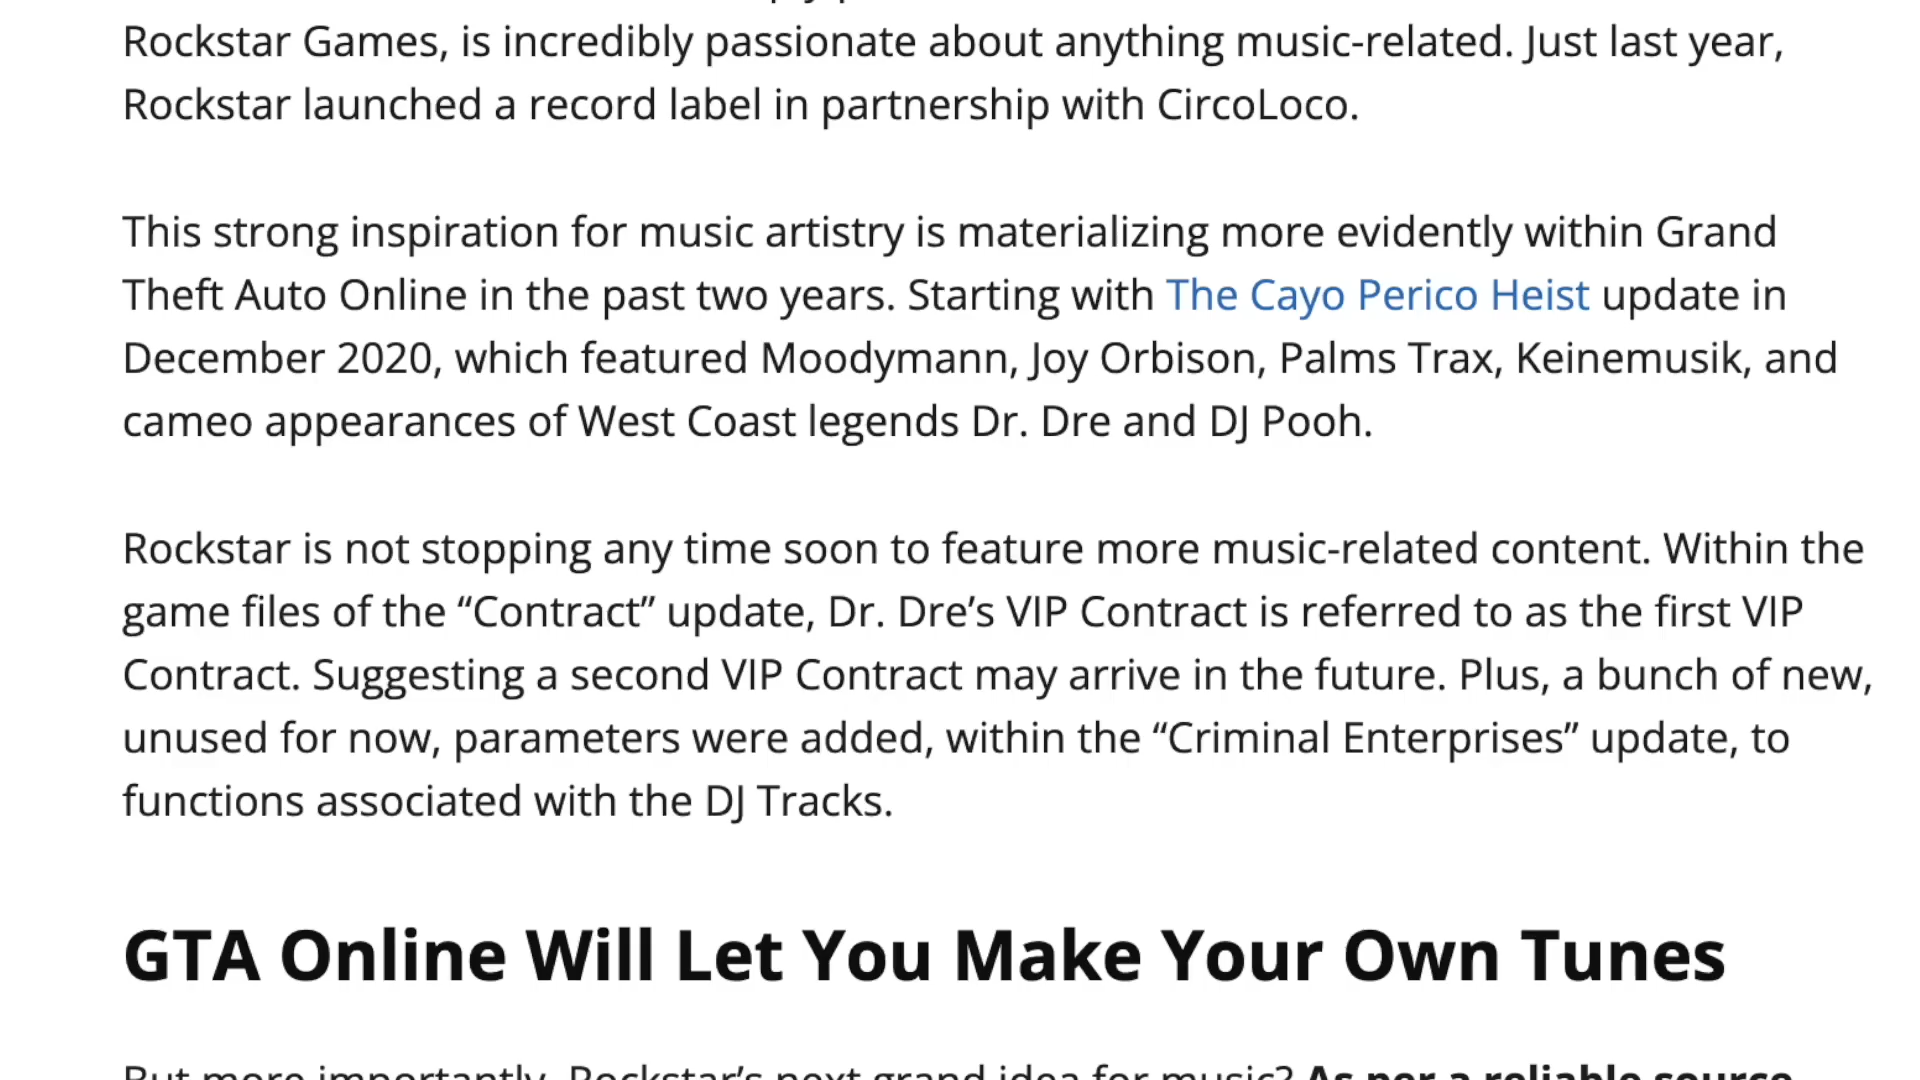 Rockstar Games, is incredibly passionate about anything music-related. Just last year,
Rockstar launched a record label in partnership with CircoLoco.
This strong inspiration for music artistry is materializing more evidently within Grand
Theft Auto Online in the past two years. Starting with The Cayo Perico Heist update in
December 2020, which featured Moodymann, Joy Orbison, Palms Trax, Keinemusik, and
cameo appearances of West Coast legends Dr. Dre and DJ Pooh.
Rockstar is not stopping any time soon to feature more music-related content. Within the
game files of the “Contract” update, Dr. Dre’s VIP Contract is referred to as the first VIP
Contract. Suggesting a second VIP Contract may arrive in the future. Plus, a bunch of new,
unused for now, parameters were added, within the “Criminal Enterprises” update, to
functions associated with the DJ Tracks.
GTA Online Will Let You Make Your Own Tunes
But more importantly, Rockstar’s next grand idea for music? As per a reliable source